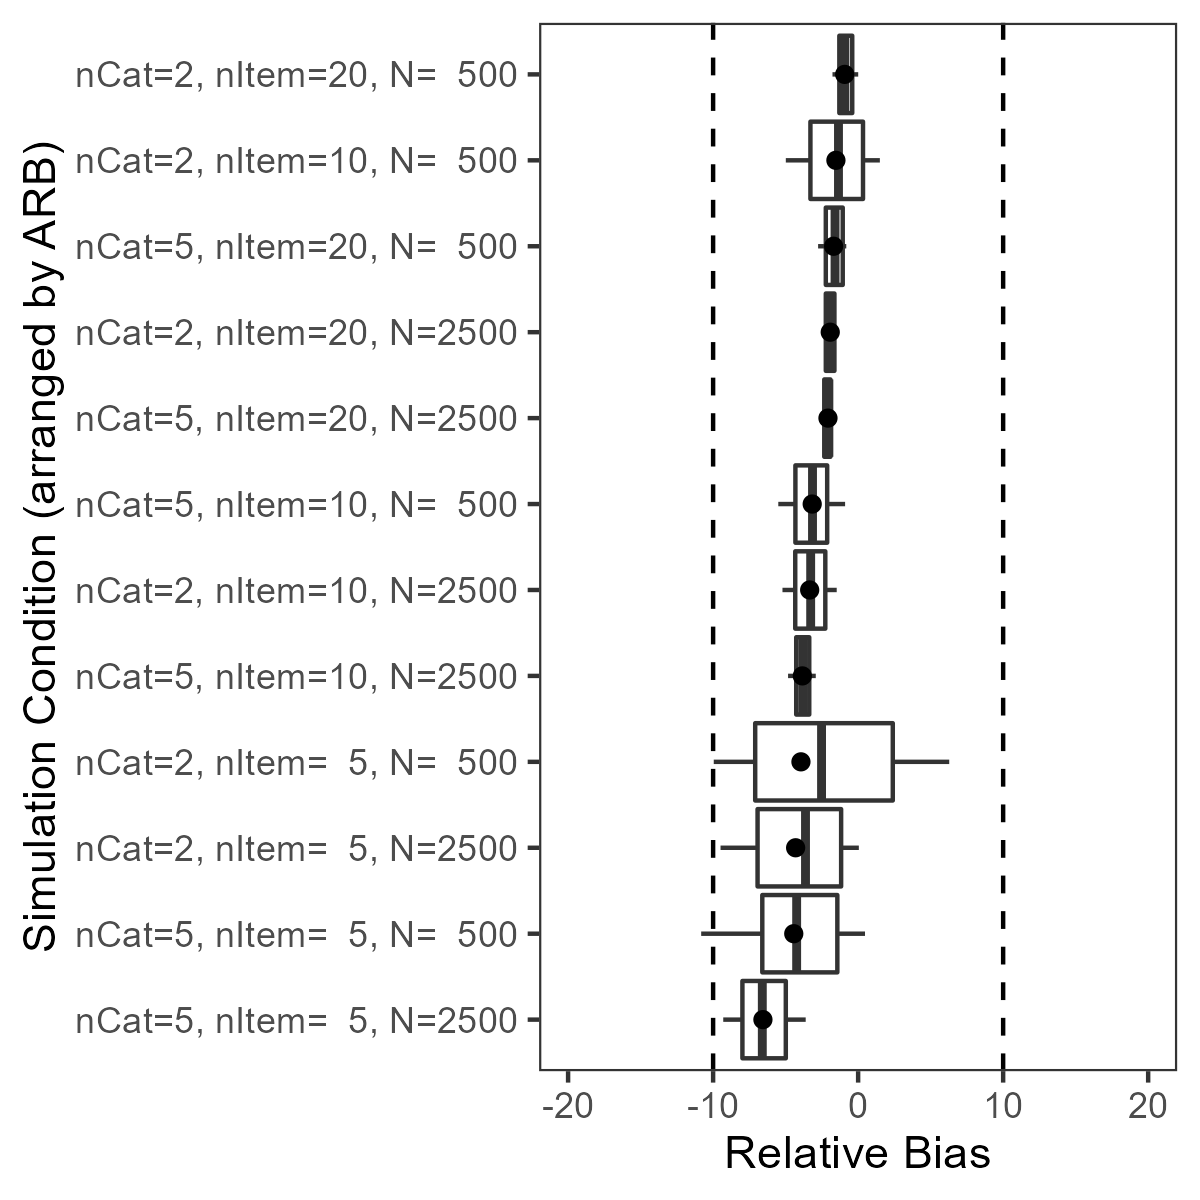 Simulation Condition (arranged by ARB)
nCat=2, nItem=20, N=  500
nCat=2, nItem=10, N=  500
nCat=5, nItem=20, N=  500
nCat=2, nItem=20, N=2500
nCat=5, nItem=20, N=2500
nCat=5, nItem=10, N=  500
nCat=2, nItem=10, N=2500
nCat=5, nItem=10, N=2500
nCat=2, nItem=  5, N=  500
nCat=2, nItem=  5, N=2500
nCat=5, nItem=  5, N=  500
nCat=5, nItem=  5, N=2500
-20 -10 0 10 20
Relative Bias